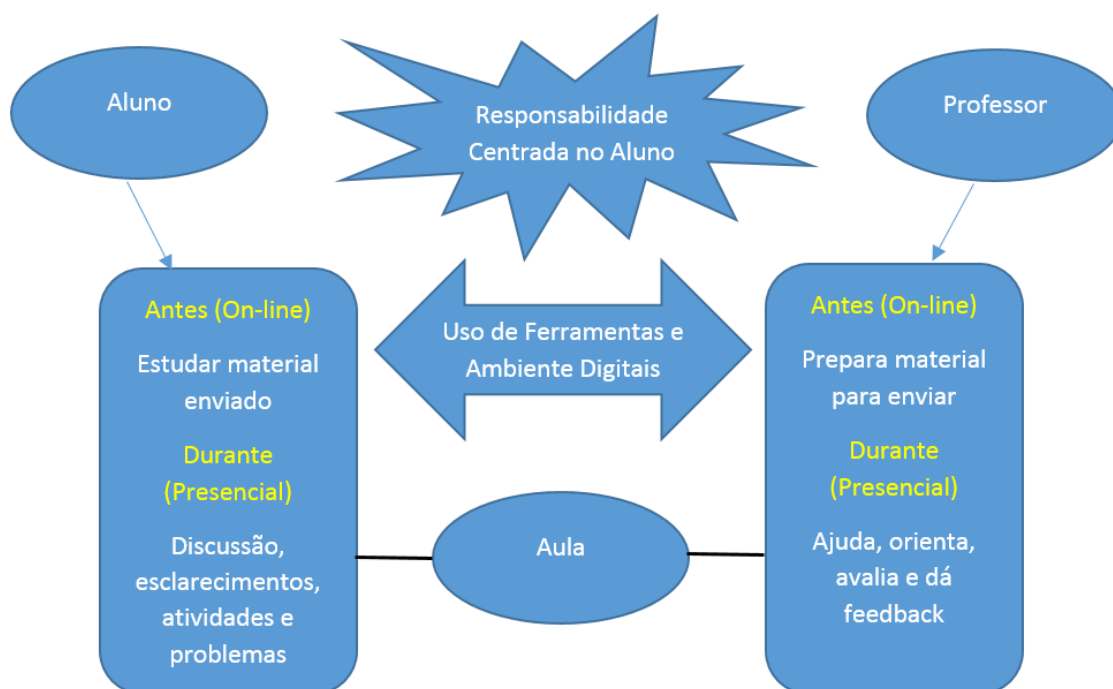 Aluno
Responsabilidade
Centrada no Aluno
Professor
Antes (On-line)
Estudar material
enviado
Durante
(Presencial)
Discussão,
esclarecimentos,
atividades e
problemas
Uso de Ferramentas e
Ambiente Digitais
Aula
Antes (On-line)
Prepara material
para enviar
Durante
(Presencial)
Ajuda, orienta,
avalia e dá
feedback